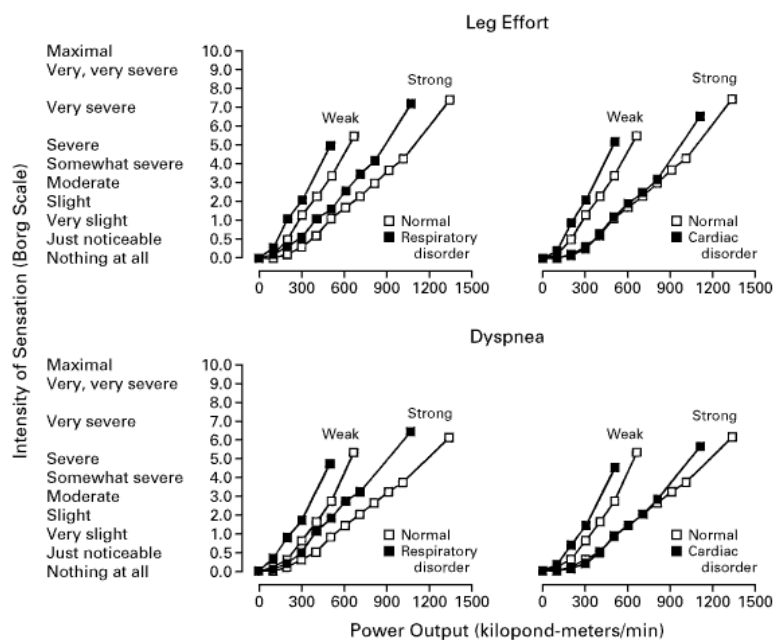 Leg Effort
Intensity of Sensation (Borg Scale)
Maximal 10.0
Very, very severe 9.0
8.0
Very severe 7.0
6.0
Severe 5.0
Somewhat severe 4.0
Moderate 3.0
Slight 2.0
Very slight 1.0
Just noticeable 0.5
Nothing at all 0.0
Weak Strong
Normal
Respiratory
disorder
0 300 600 900 1200 1500
Weak Strong
Normal
Cardiac
disorder
0 300 600 900 1200 1500
Dyspnea
Maximal 10.0
Very, very severe 9.0
8.0
Very severe 7.0
6.0
Severe 5.0
Somewhat severe 4.0
Moderate 3.0
Slight 2.0
Very slight 1.0
Just noticeable 0.5
Nothing at all 0.0
Weak Strong
Normal
Respiratory
disorder
0 300 600 900 1200 1500
Weak Strong
Normal
Cardiac
disorder
0 300 600 900 1200 1500
Power Output (kilopond-meters/min)